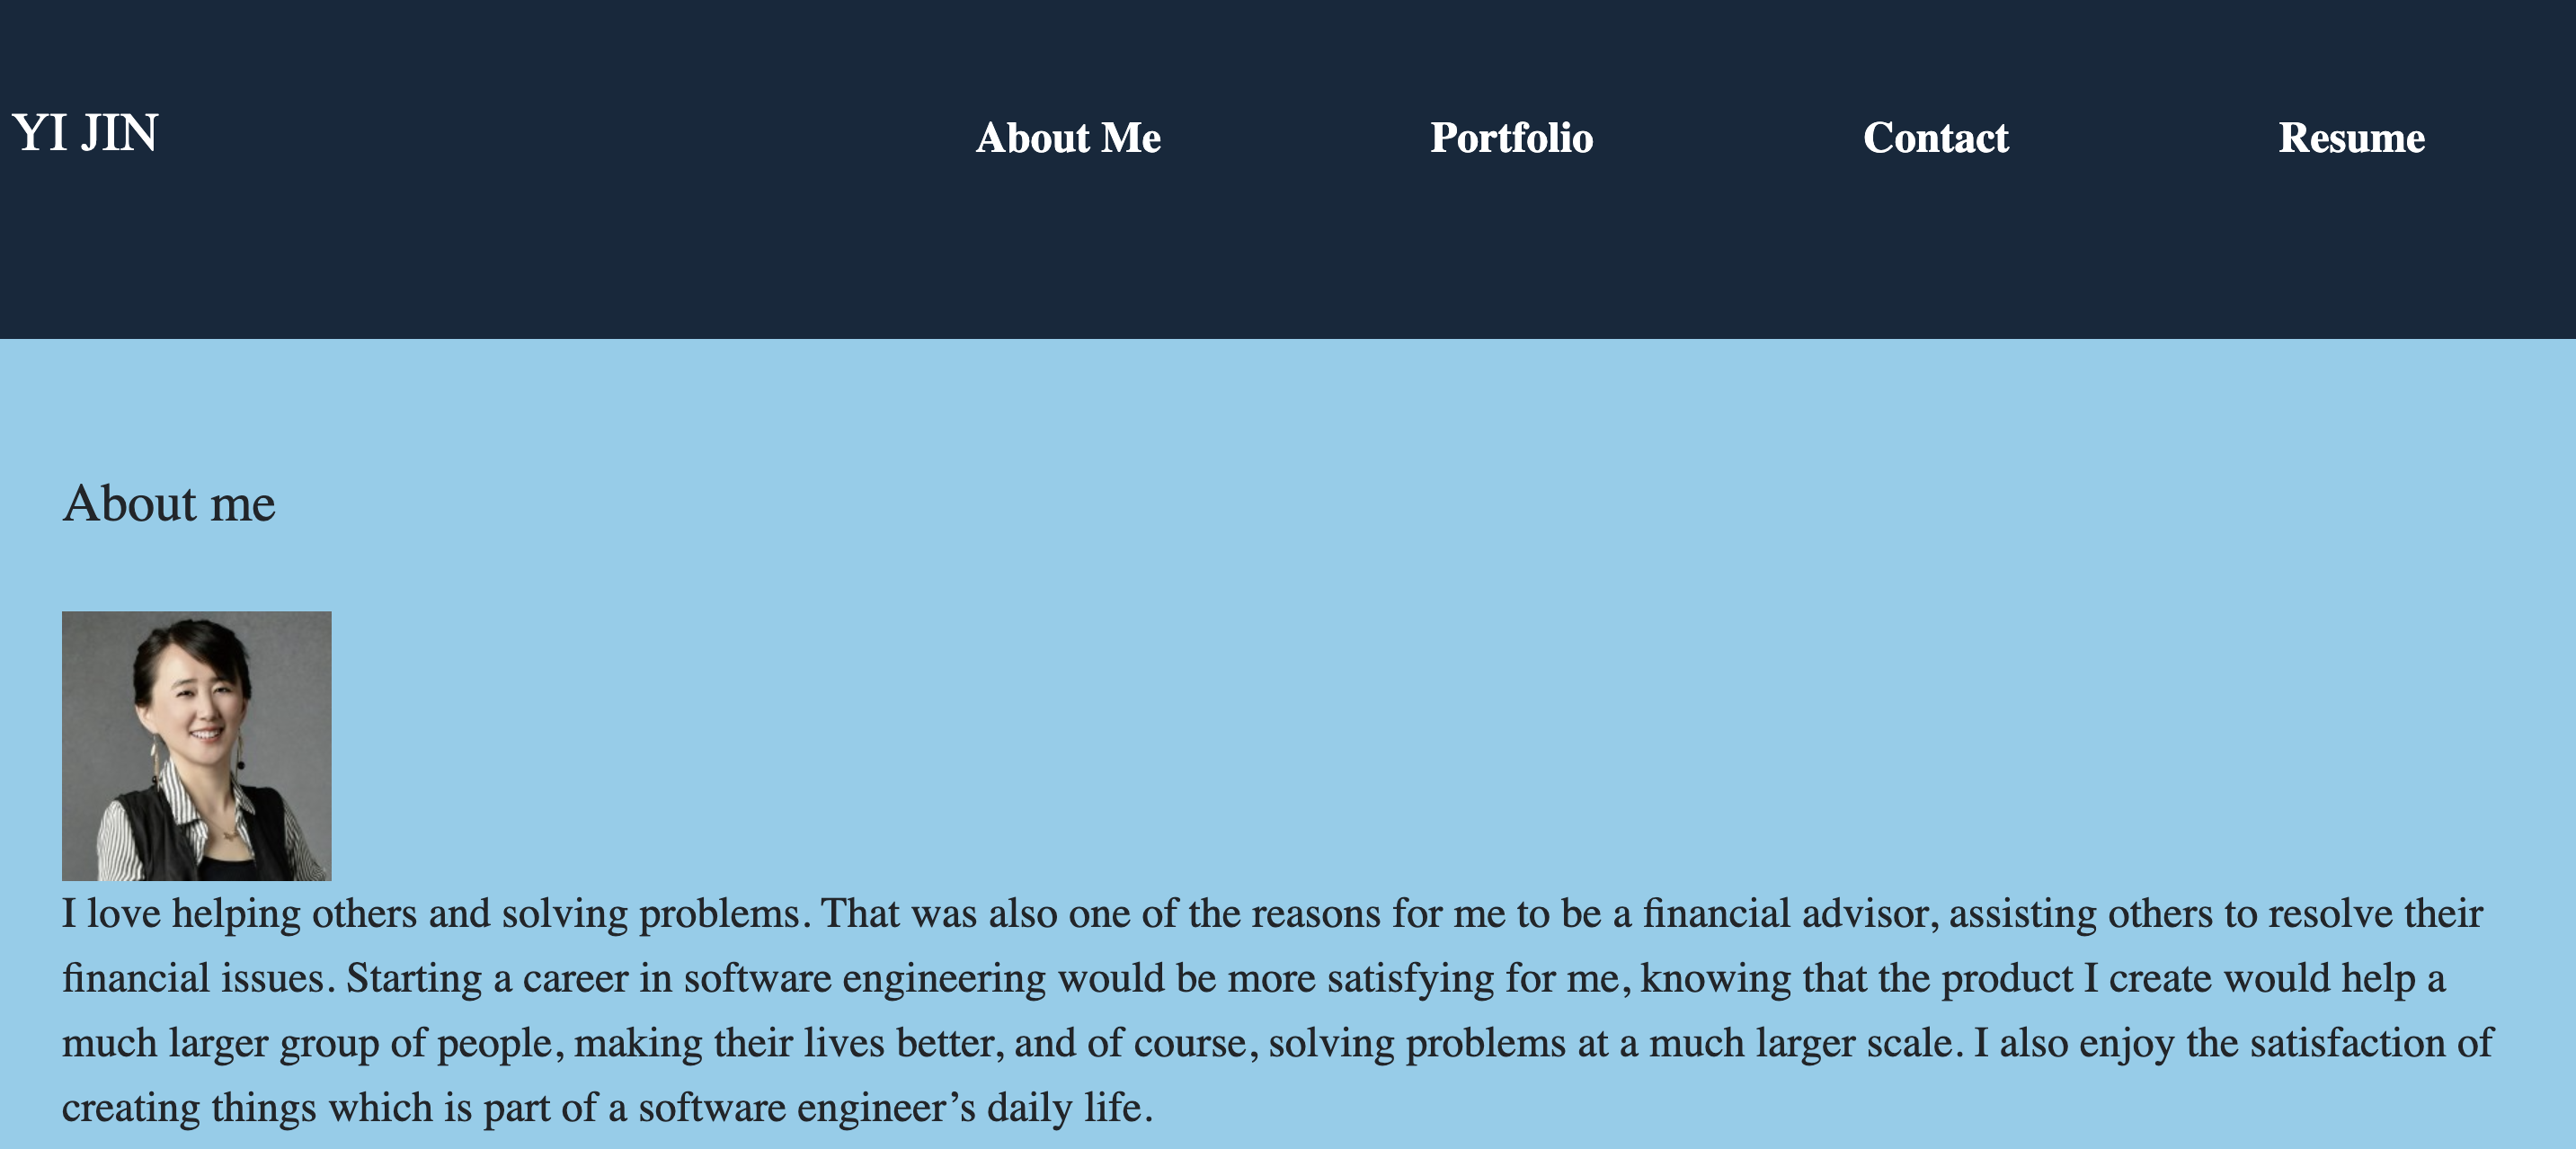 YI JIN
About Me
Portfolio
Contact
Resume
About me
I love helping others and solving problems. That was also one of the reasons for me to be a financial advisor, assisting others to resolve their
financial issues. Starting a career in software engineering would be more satisfying for me, knowing that the product I create would help a
much larger group of people, making their lives better, and of course, solving problems at a much larger scale. I also enjoy the satisfaction of
creating things which is part of a software engineer’s daily life.